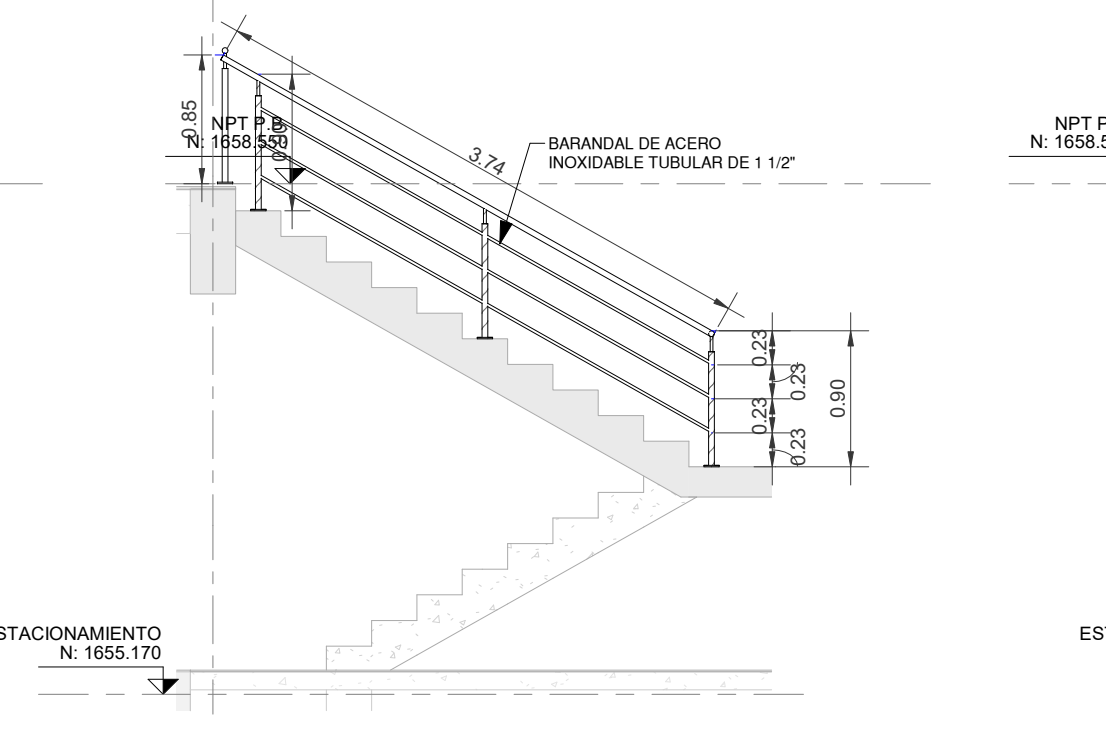 0.85
NPT P.B.
N: 1658.550
0.90
3.74
BARANDAL DE ACERO
INOXIDABLE TUBULAR DE 1 1/2"
NPT P
N: 1658.5
0.23
0.23
0.23
0.23
0.90
STACIONAMIENTO
N: 1655.170
EST